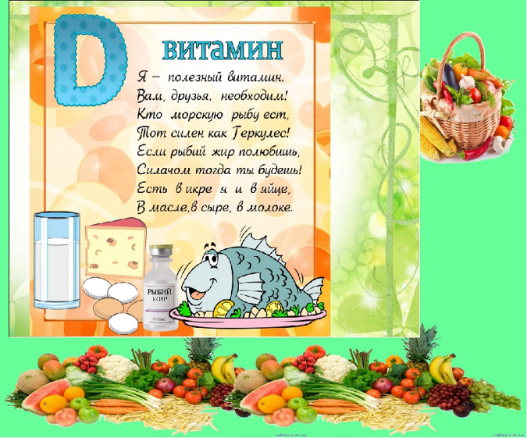 D
ВИТАМИН
Я – полезный витамин.
Вам, друзья, необходим!
Кто морскую рыбу ест,
Тот силен как Геркулес!
Если рыбий жир полюбишь,
Силачом тогда ты будешь!
Есть в икре я и в яйце,
В масле,в сыре, в молоке.
РЫБИЙ
ЖИР